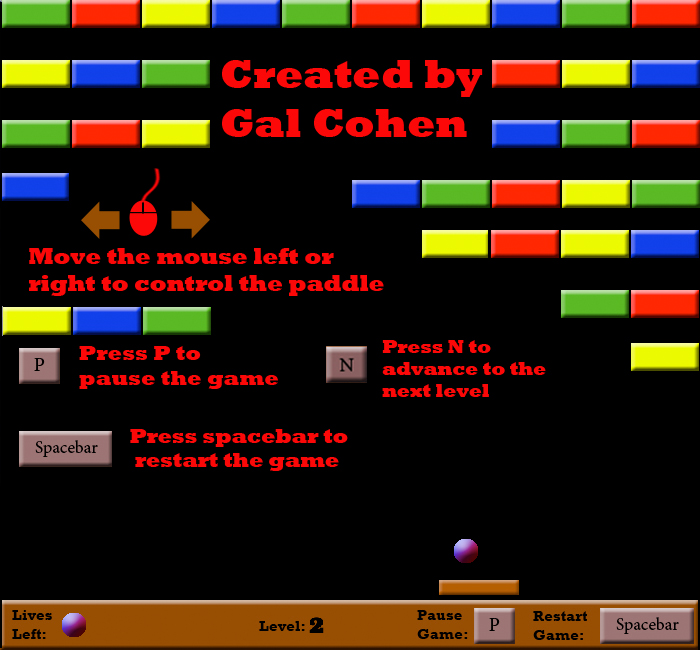 Created by
Gal Cohen
Move the mouse left or
right to control the paddle
P
Press P to
pause the game
N
Press N to
advance to the
next level
Spacebar
Press spacebar to
restart the game
Lives
Left:
Level: 2
Pause
Game:
P
Restart
Game:
Spacebar